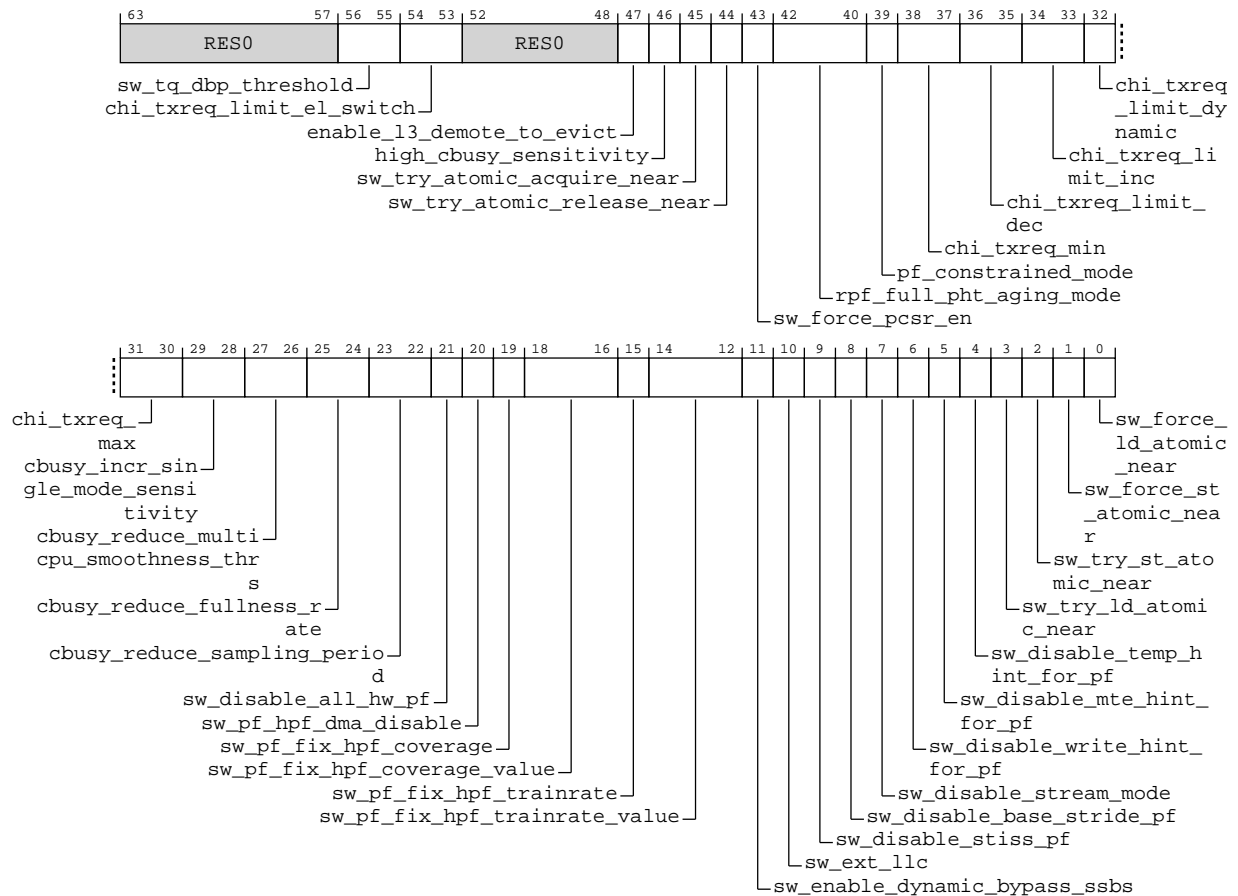 63 57 56 55 54 53 52 48 47 46 45 44 43 42 40 39 38 37 36 35 34 33 32
RES0 RES0
sw_tq_dbp_threshold
chi_txreq_limit_el_switch
enable_l3_demote_to_evict
high_cbusy_sensitivity
sw_try_atomic_acquire_near
sw_try_atomic_release_near
chi_txreq
_limit_dy
namic
chi_txreq_li
mit_inc
chi_txreq_limit_
dec
chi_txreq_min
pf_constrained_mode
rpf_full_pht_aging_mode
sw_force_pcsr_en
31 30 29 28 27 26 25 24 23 22 21 20 19 18 16 15 14 12 11 10 9 8 7 6 5 4 3 2 1 0
chi_txreq_
max
cbusy_incr_sin
gle_mode_sensi
tivity
cbusy_reduce_multi
cpu_smoothness_thr
s
cbusy_reduce_fullness_r
ate
cbusy_reduce_sampling_perio
d
sw_disable_all_hw_pf
sw_pf_hpf_dma_disable
sw_pf_fix_hpf_coverage
sw_pf_fix_hpf_coverage_value
sw_pf_fix_hpf_trainrate
sw_pf_fix_hpf_trainrate_value
sw_force_
ld_atomic
_near
sw_force_st
_atomic_nea
r
sw_try_st_ato
mic_near
sw_try_ld_atomi
c_near
sw_disable_temp_h
int_for_pf
sw_disable_mte_hint_
for_pf
sw_disable_write_hint_
for_pf
sw_disable_stream_mode
sw_disable_base_stride_pf
sw_disable_stiss_pf
sw_ext_llc
sw_enable_dynamic_bypass_ssbs